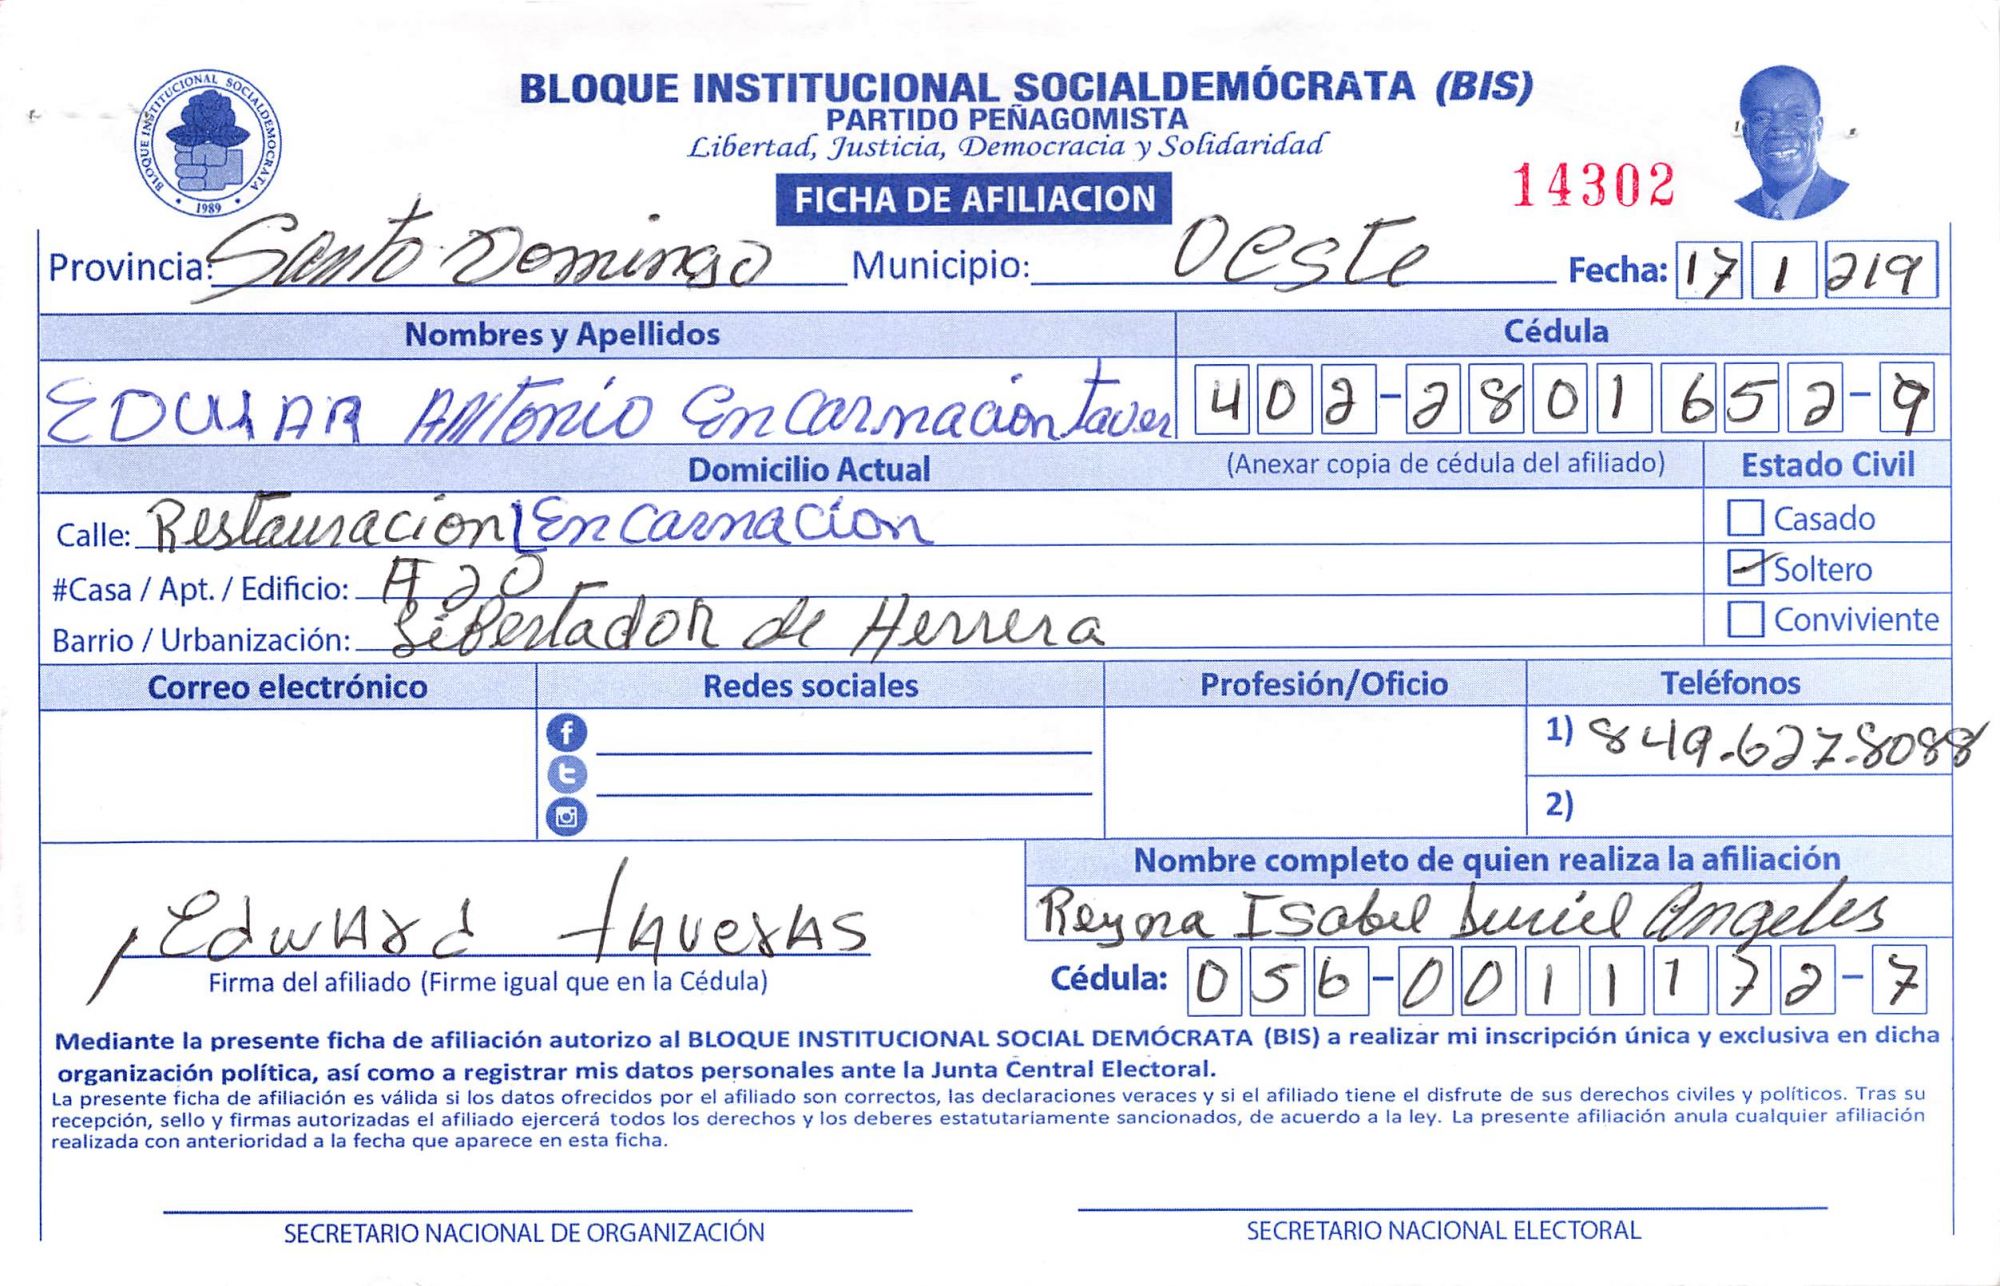 BLOQUE INSTITUCIONAL SOCIALDEMOCRATA
1989
BLOQUE INSTITUCIONAL SOCIALDEMÓCRATA (BIS)
PARTIDO PEÑAGOMISTA
Libertad, Justicia, Democracia y Solidaridad
FICHA DE AFILIACION
14302
Provincia: Santo Domingo Municipio: Oeste Fecha: 17 1 219
Nombres y Apellidos Cédula
Antonio Encarnacion Taver 402-2801652-9
Domicilio Actual (Anexar copia de cédula del afiliado) Estado Civil
Calle: Restauracion Encarnacion Casado
#Casa / Apt. / Edificio: # 20 Soltero
Barrio / Urbanización: Libertador de Herrera Conviviente
Correo electrónico Redes sociales Profesión/Oficio Teléfonos
1) 849-627-8088
2)
Nombre completo de quien realiza la afiliación
Reyna Isabel Angeles
Edward Taveras
Firma del afiliado (Firme igual que en la Cédula) Cédula: 056-0011172-7
Mediante la presente ficha de afiliación autorizo al BLOQUE INSTITUCIONAL SOCIAL DEMÓCRATA (BIS) a realizar mi inscripción única y exclusiva en dicha
organización política, así como a registrar mis datos personales ante la Junta Central Electoral.
La presente ficha de afiliación es válida si los datos ofrecidos por el afiliado son correctos, las declaraciones veraces y si el afiliado tiene el disfrute de sus derechos civiles y políticos. Tras su
recepción, sello y firmas autorizadas el afiliado ejercerá todos los derechos y los deberes estatutariamente sancionados, de acuerdo a la ley. La presente afiliación anula cualquier afiliación
realizada con anterioridad a la fecha que aparece en esta ficha.
SECRETARIO NACIONAL DE ORGANIZACIÓN SECRETARIO NACIONAL ELECTORAL